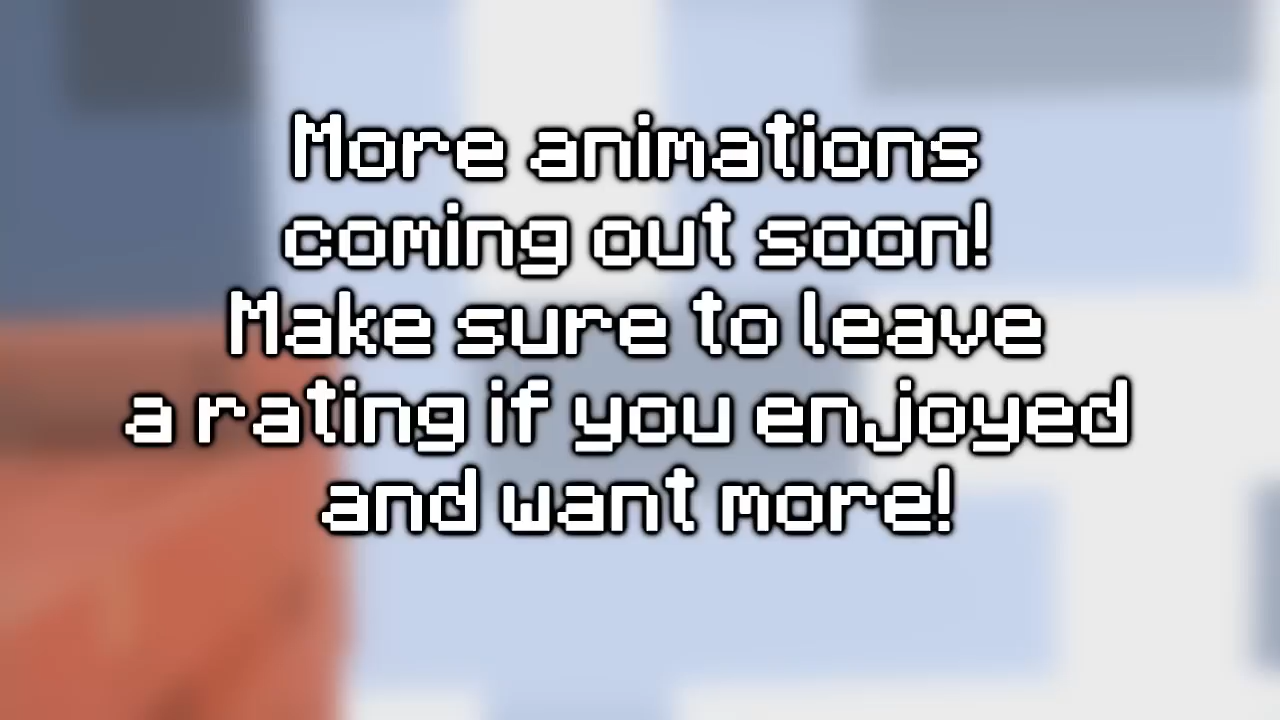 More animations
coming out soon!
Make sure to leave
a rating if you enjoyed
and want more!